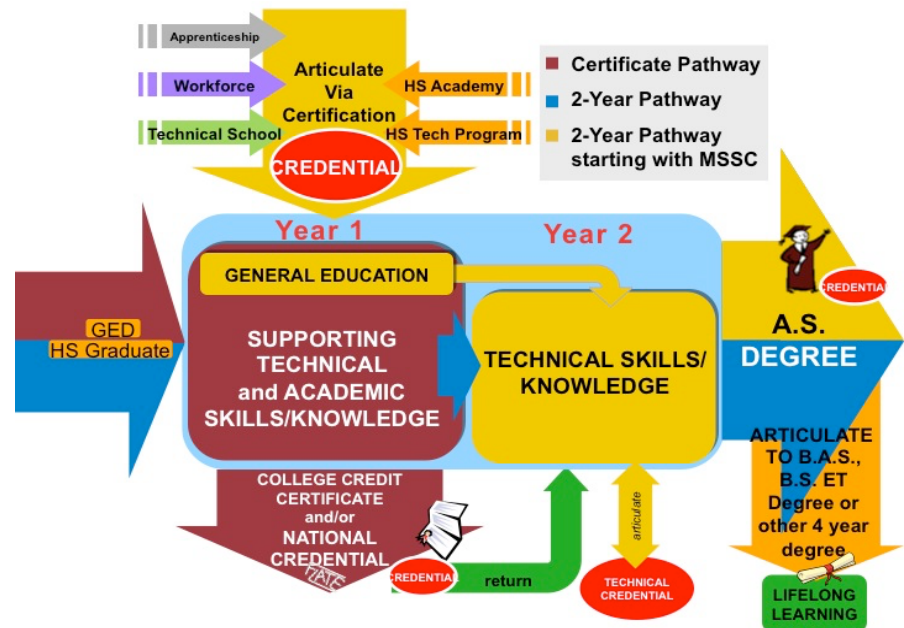 Apprenticeship
Workforce
Technical School
Articulate
Via
Certification
HS Academy
HS Tech Program
CREDENTIAL
Certificate Pathway
2-Year Pathway
2-Year Pathway
starting with MSSC
Year 1
Year 2
GENERAL EDUCATION
GED
HS Graduate
SUPPORTING
TECHNICAL
and ACADEMIC
SKILLS/KNOWLEDGE
TECHNICAL SKILLS/
KNOWLEDGE
CREDENTIAL
A.S.
DEGREE
COLLEGE CREDIT
CERTIFICATE
and/or
NATIONAL
CREDENTIAL
CREDENTIAL
return
articulate
TECHNICAL
CREDENTIAL
ARTICULATE
TO B.A.S.,
B.S. ET
Degree or
other 4 year
degree
LIFELONG
LEARNING